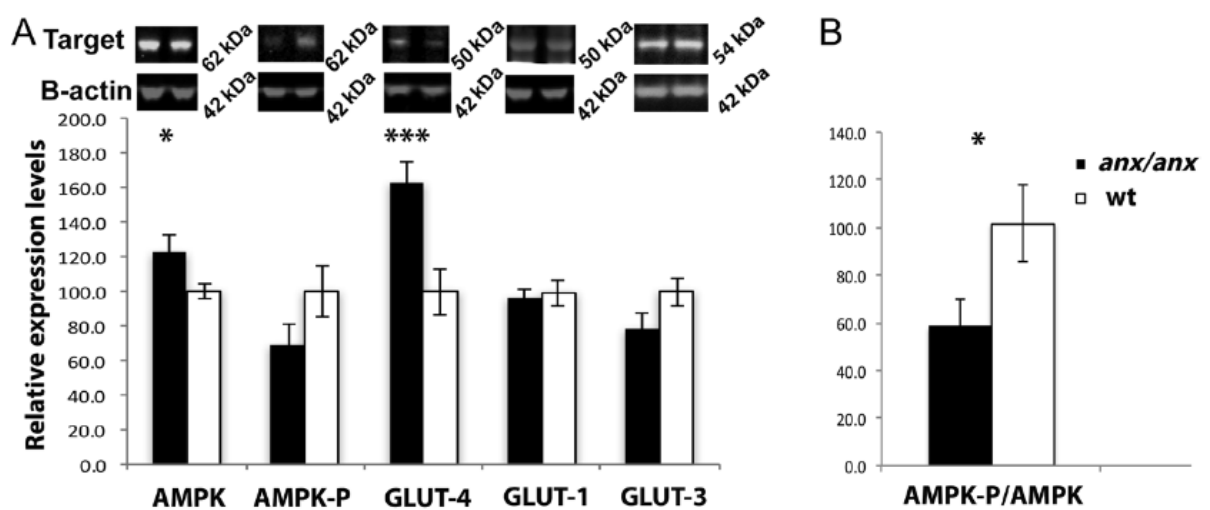 A
B
Target
62 kDa
62 kDa
50 kDa
50 kDa
54 kDa
B-actin
42 kDa
42 kDa
42 kDa
42 kDa
42 kDa
Relative expression levels
200.0
180.0
160.0
140.0
120.0
100.0
80.0
60.0
40.0
20.0
0.0
*
***
AMPK
AMPK-P
GLUT-4
GLUT-1
GLUT-3
140.0
120.0
100.0
80.0
60.0
40.0
20.0
0.0
*
anx/anx
wt
AMPK-P/AMPK